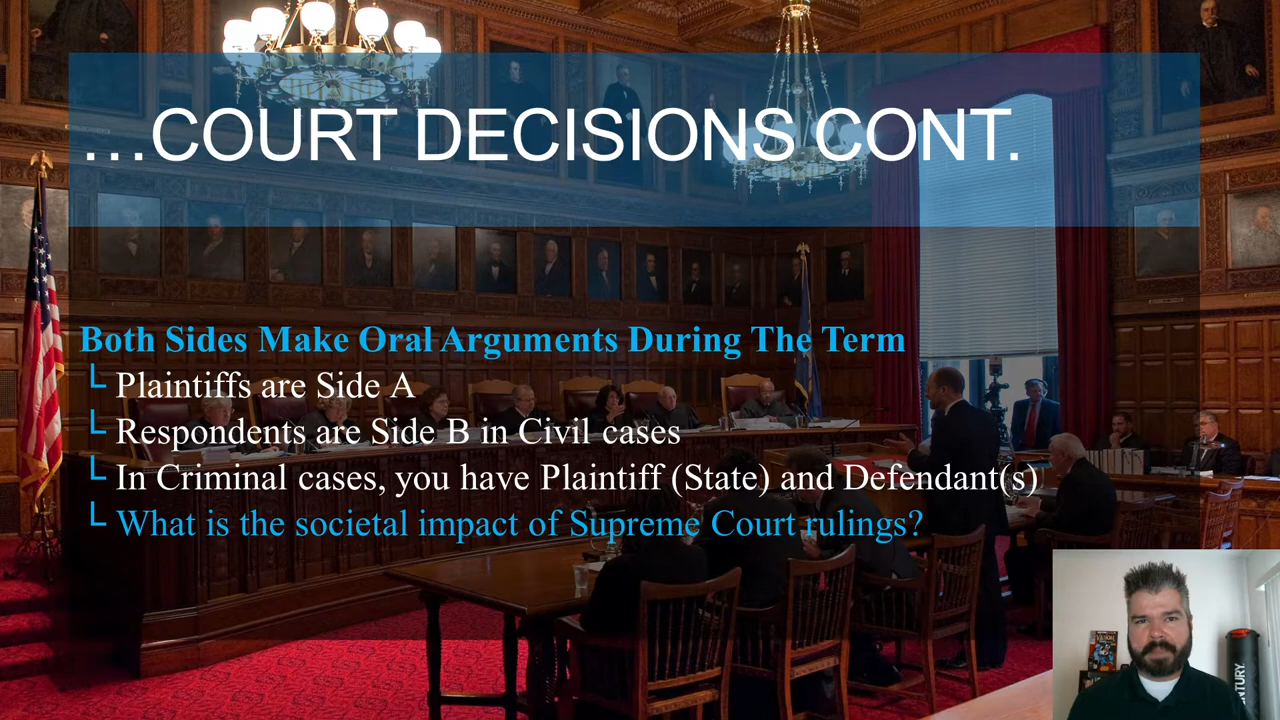 ...COURT DECISIONS CONT.
Both Sides Make Oral Arguments During The Term
Plaintiffs are Side A
Respondents are Side B in Civil cases
In Criminal cases, you have Plaintiff (State) and Defendant(s)
What is the societal impact of Supreme Court rulings?
NTURY